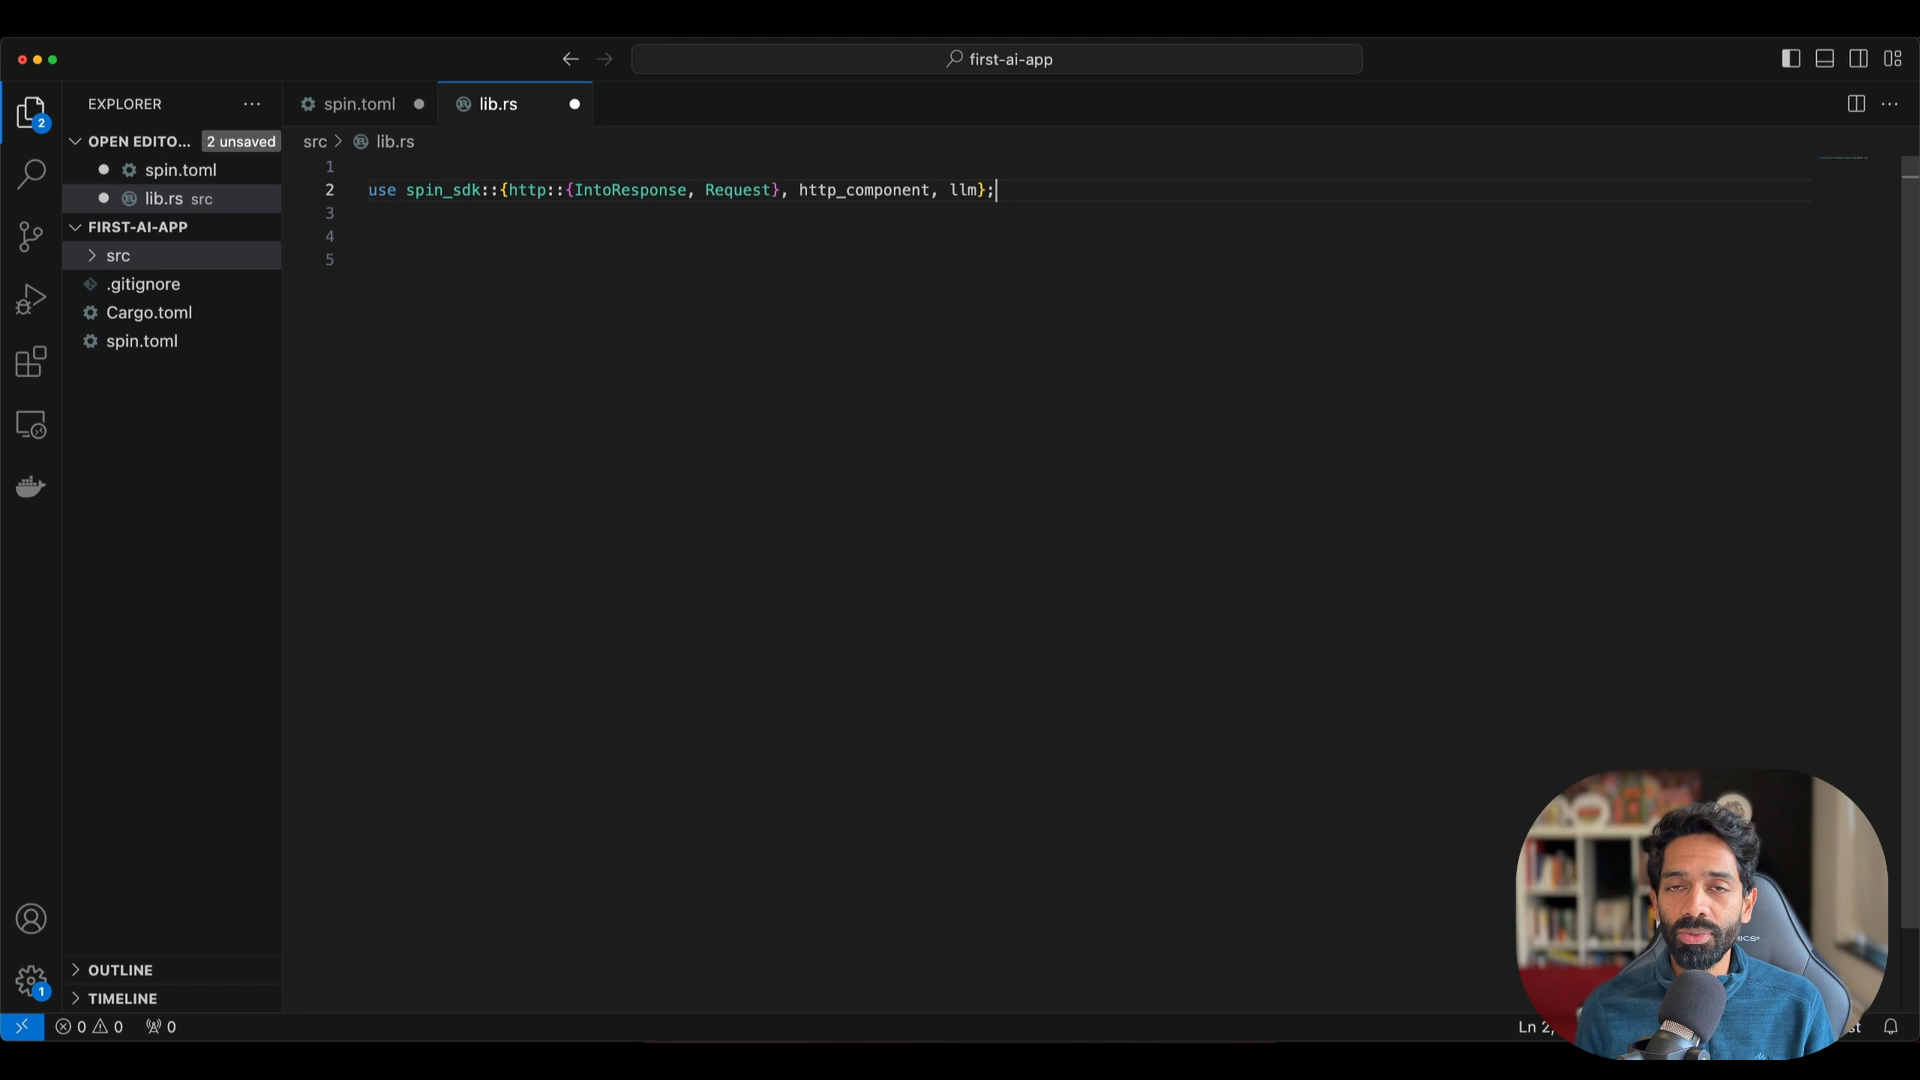 first-ai-app
EXPLORER
spin.toml
lib.rs
2
OPEN EDITO...
2 unsaved
src
lib.rs
spin.toml
lib.rs src
FIRST-AI-APP
src
.gitignore
Cargo.toml
spin.toml
1
2
use spin_sdk::{http::{IntoResponse, Request}, http_component, llm};
3
4
5
OUTLINE
TIMELINE
1
0
0
0
Ln 2,